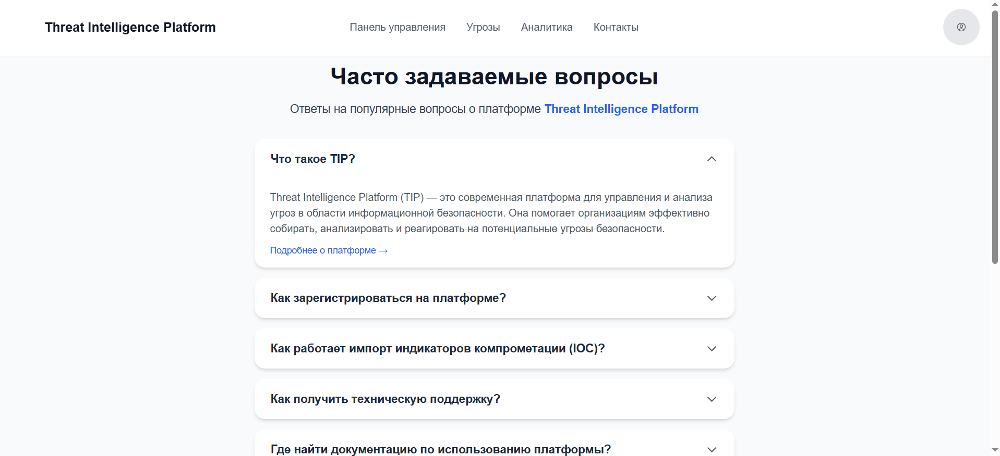 Threat Intelligence Platform
Панель управления
Угрозы
Аналитика
Контакты
Часто задаваемые вопросы
Ответы на популярные вопросы о платформе Threat Intelligence Platform
Что такое TIP?
Threat Intelligence Platform (TIP) — это современная платформа для управления и анализа
угроз в области информационной безопасности. Она помогает организациям эффективно
собирать, анализировать и реагировать на потенциальные угрозы безопасности.
Подробнее о платформе →
Как зарегистрироваться на платформе?
Как работает импорт индикаторов компрометации (IOC)?
Как получить техническую поддержку?
Где найти документацию по использованию платформы?